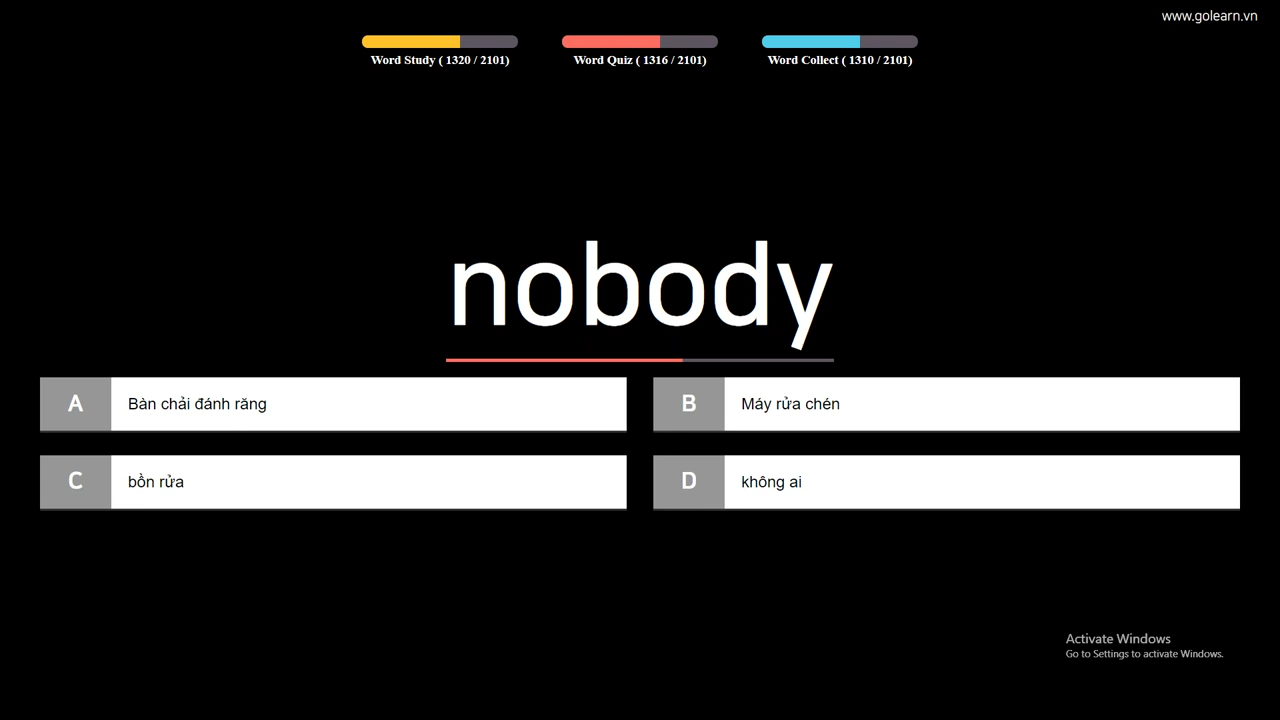 www.golearn.vn
Word Study ( 1320 / 2101)
Word Quiz ( 1316 / 2101)
Word Collect ( 1310 / 2101)
nobody
A Bàn chải đánh răng
B Máy rửa chén
C bồn rửa
D không ai
Activate Windows
Go to Settings to activate Windows.